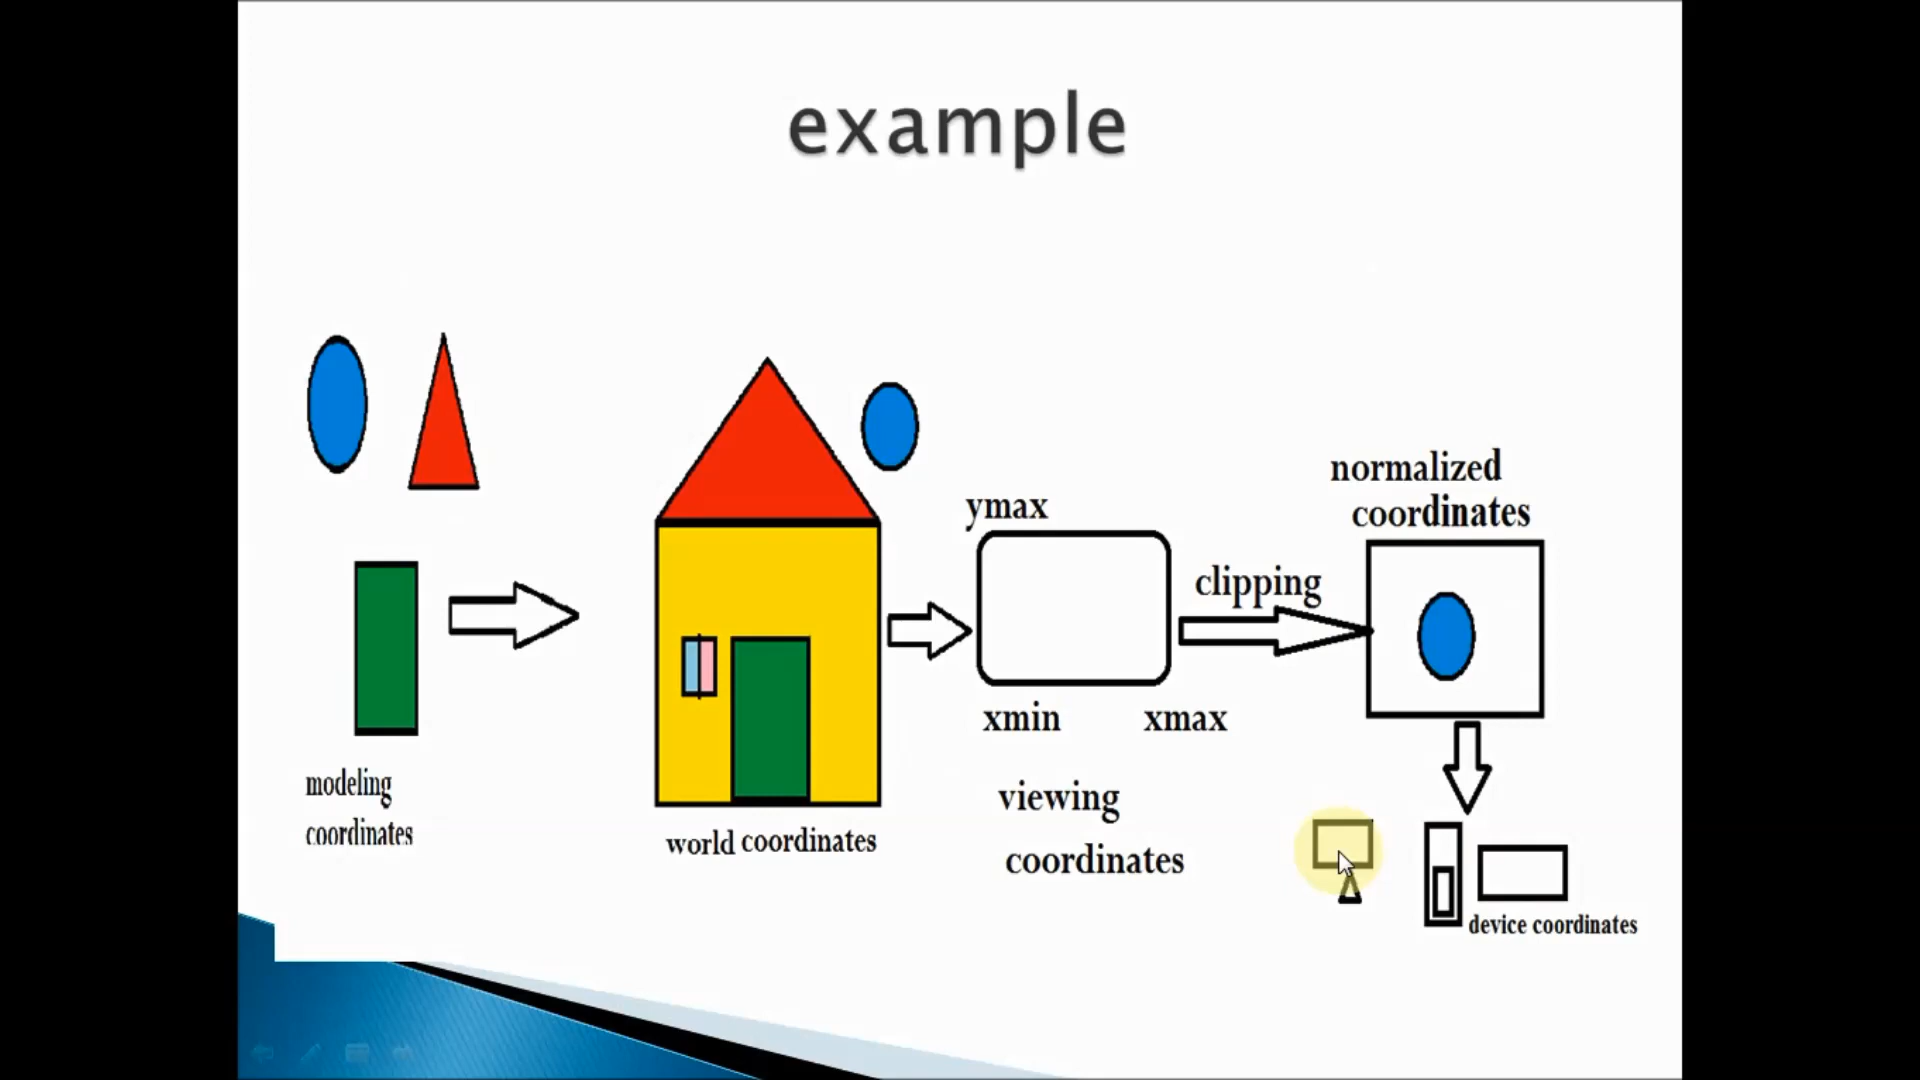 example
modeling
coordinates
world coordinates
ymax
xmin xmax
viewing
coordinates
clipping
normalized
coordinates
device coordinates